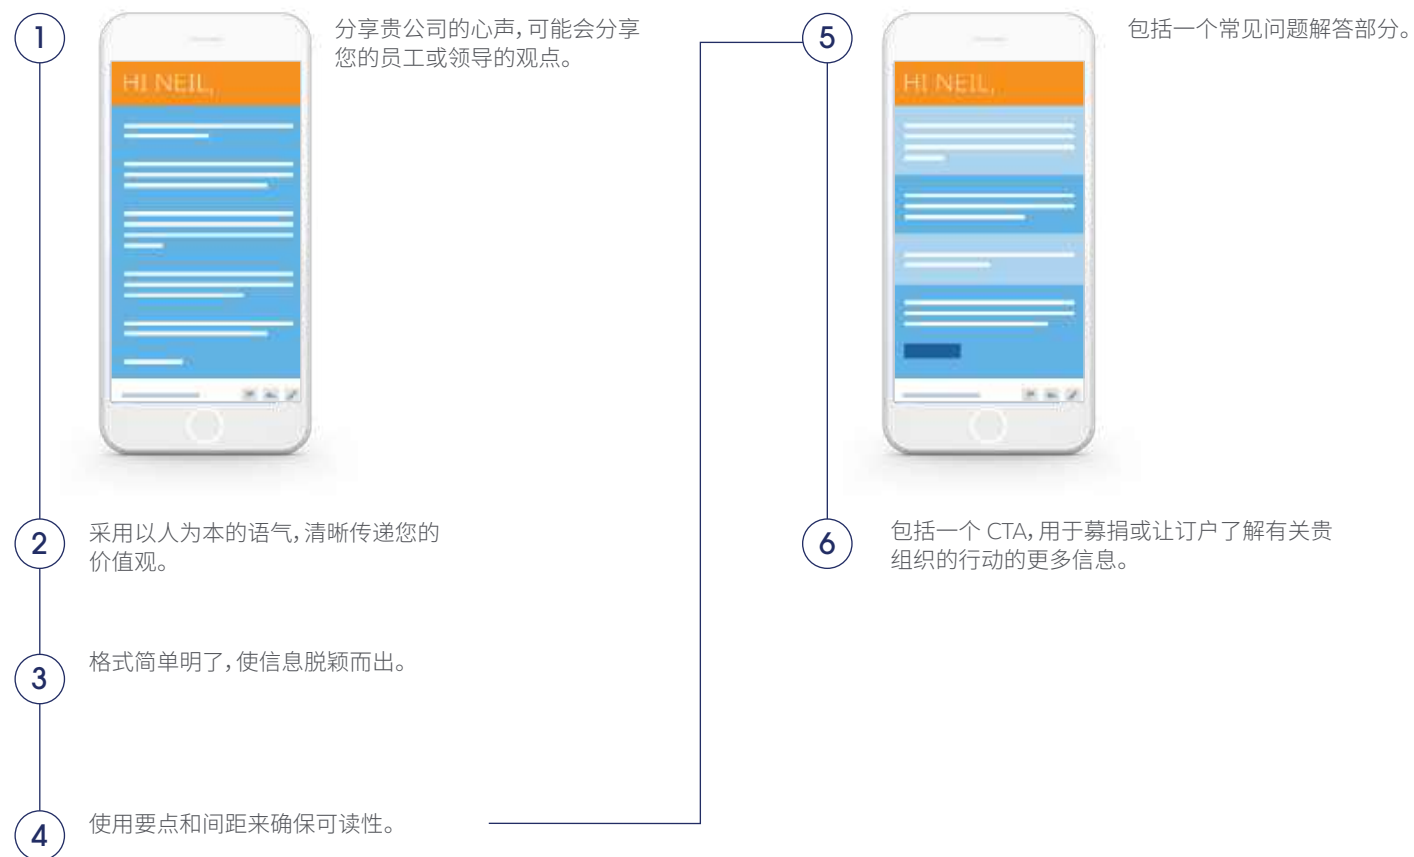 1
HI NEIL,
分享贵公司的心声,可能会分享
您的员工或领导的观点。
2
采用以人为本的语气,清晰传递您的
价值观。
3
格式简单明了,使信息脱颖而出。
4
使用要点和间距来确保可读性。
5
HI NEIL,
包括一个常见问题解答部分。
6
包括一个 CTA,用于募捐或让订户了解有关贵
组织的行动的更多信息。